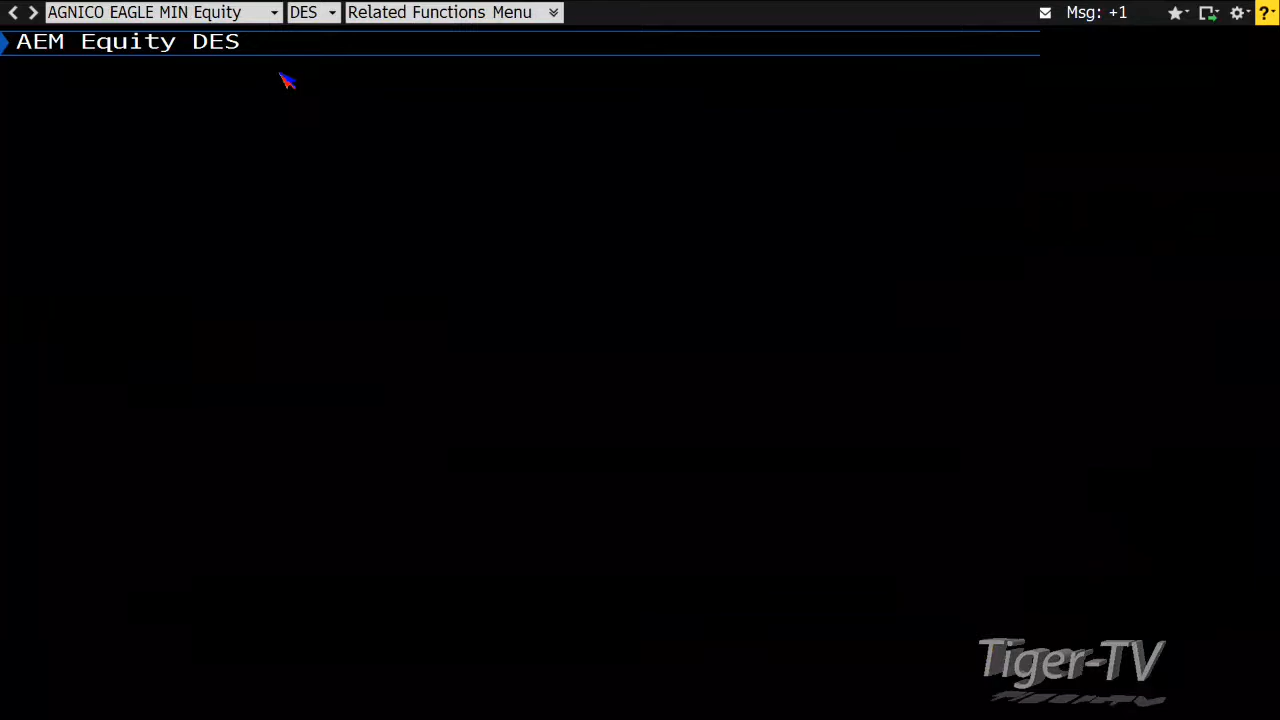 AGNICO EAGLE MIN Equity DES Related Functions Menu Msg: +1 ?
AEM Equity DES
Tiger-TV